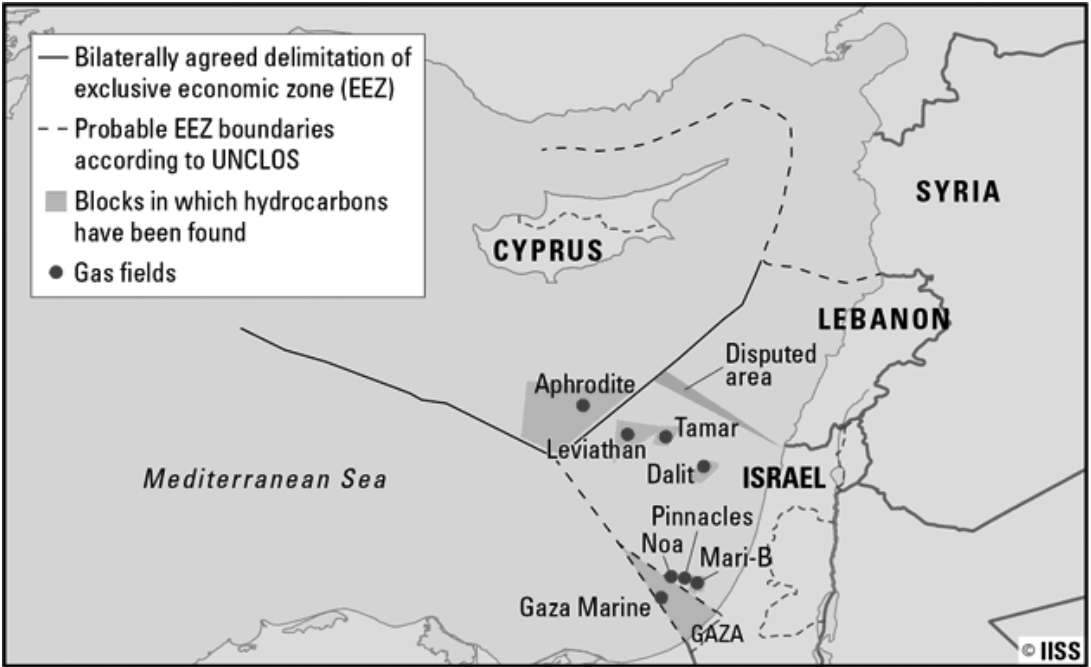 Bilaterally agreed delimitation of
exclusive economic zone (EEZ)
Probable EEZ boundaries
according to UNCLOS
Blocks in which hydrocarbons
have been found
Gas fields
SYRIA
CYPRUS
LEBANON
Disputed
area
Aphrodite
Tamar
Leviathan
Dalit
ISRAEL
Mediterranean Sea
Pinnacles
Noa
Mari-B
Gaza Marine
GAZA
© IISS